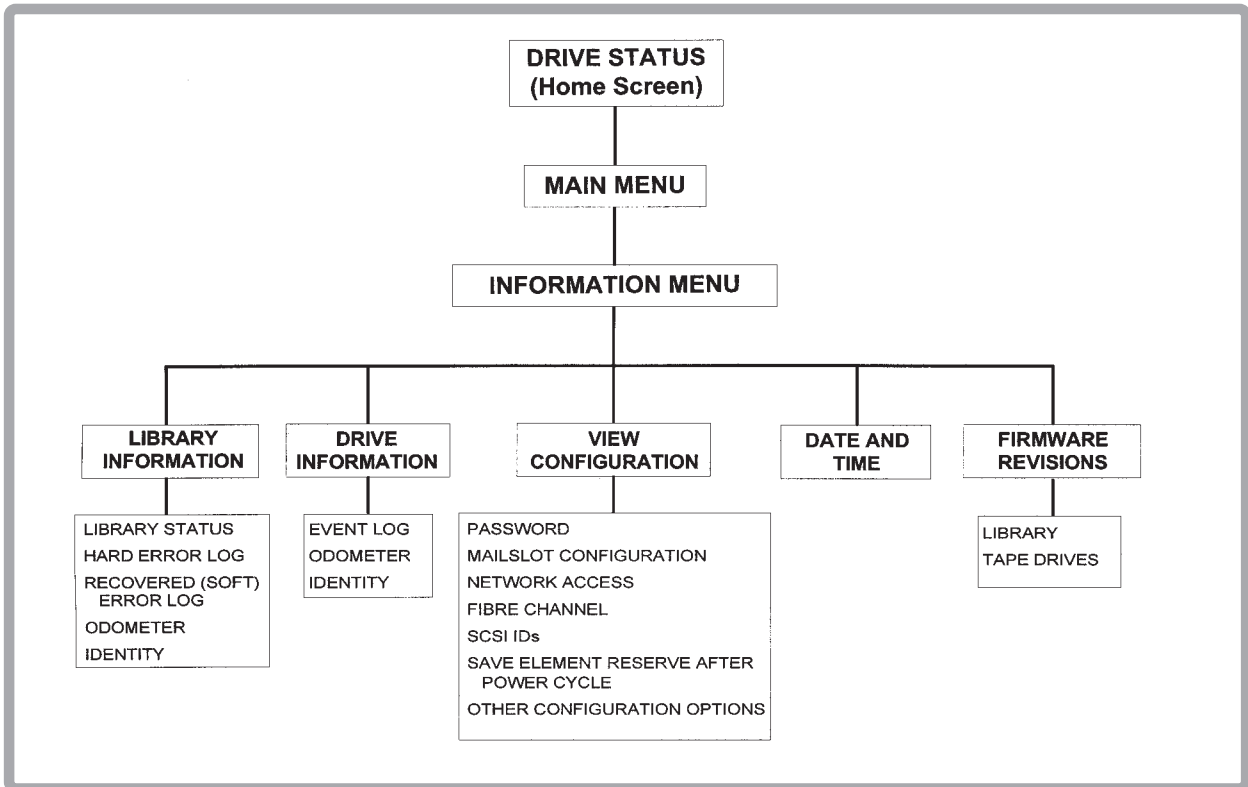 DRIVE STATUS
(Home Screen)
MAIN MENU
INFORMATION MENU
LIBRARY
INFORMATION
LIBRARY STATUS
HARD ERROR LOG
RECOVERED (SOFT)
ERROR LOG
ODOMETER
IDENTITY
DRIVE
INFORMATION
EVENT LOG
ODOMETER
IDENTITY
VIEW
CONFIGURATION
PASSWORD
MAILSLOT CONFIGURATION
NETWORK ACCESS
FIBRE CHANNEL
SCSI IDs
SAVE ELEMENT RESERVE AFTER
POWER CYCLE
OTHER CONFIGURATION OPTIONS
DATE AND
TIME
FIRMWARE
REVISIONS
LIBRARY
TAPE DRIVES